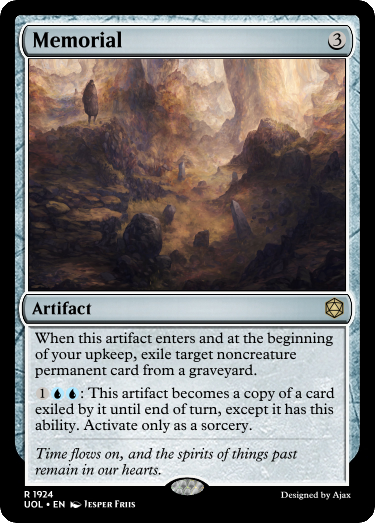 Memorial 3
Artifact
When this artifact enters and at the beginning
of your upkeep, exile target noncreature
permanent card from a graveyard.
1: This artifact becomes a copy of a card
exiled by it until end of turn, except it has this
ability. Activate only as a sorcery.
Time flows on, and the spirits of things past
remain in our hearts.
R 1924
UOL • EN Jesper Friis
Designed by Ajax